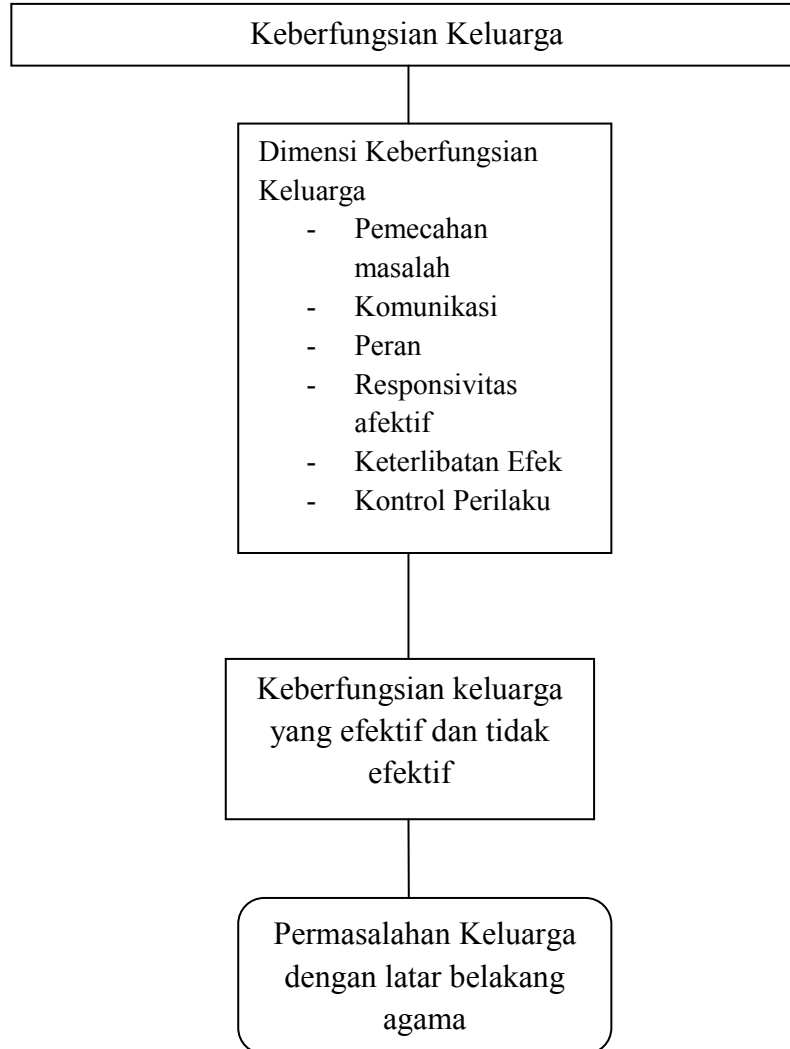 Keberfungsian Keluarga
Dimensi Keberfungsian
Keluarga
- Pemecahan
masalah
- Komunikasi
- Peran
- Responsivitas
afektif
- Keterlibatan Efek
- Kontrol Perilaku
Keberfungsian keluarga
yang efektif dan tidak
efektif
Permasalahan Keluarga
dengan latar belakang
agama